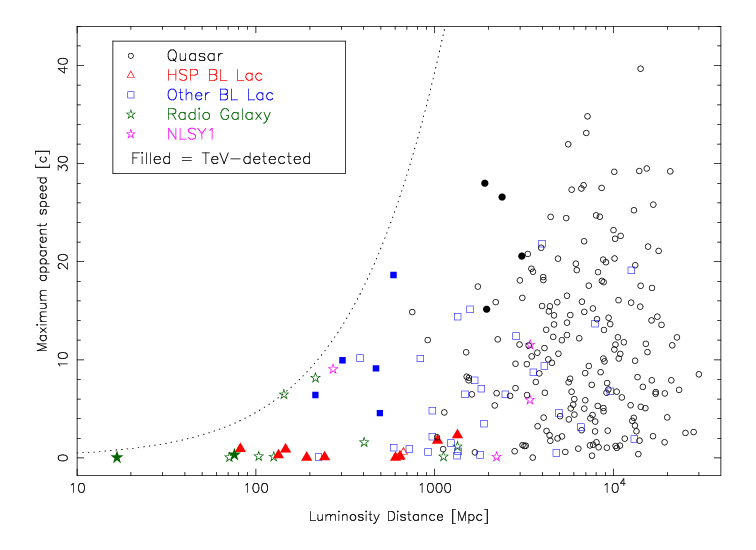 Quasar
HSP BL Lac
Other BL Lac
Radio Galaxy
NLSY1
Filled = TeV-detected
Maximum apparent speed [c]
40
30
20
10
0
10
100
1000
10^4
Luminosity Distance [Mpc]